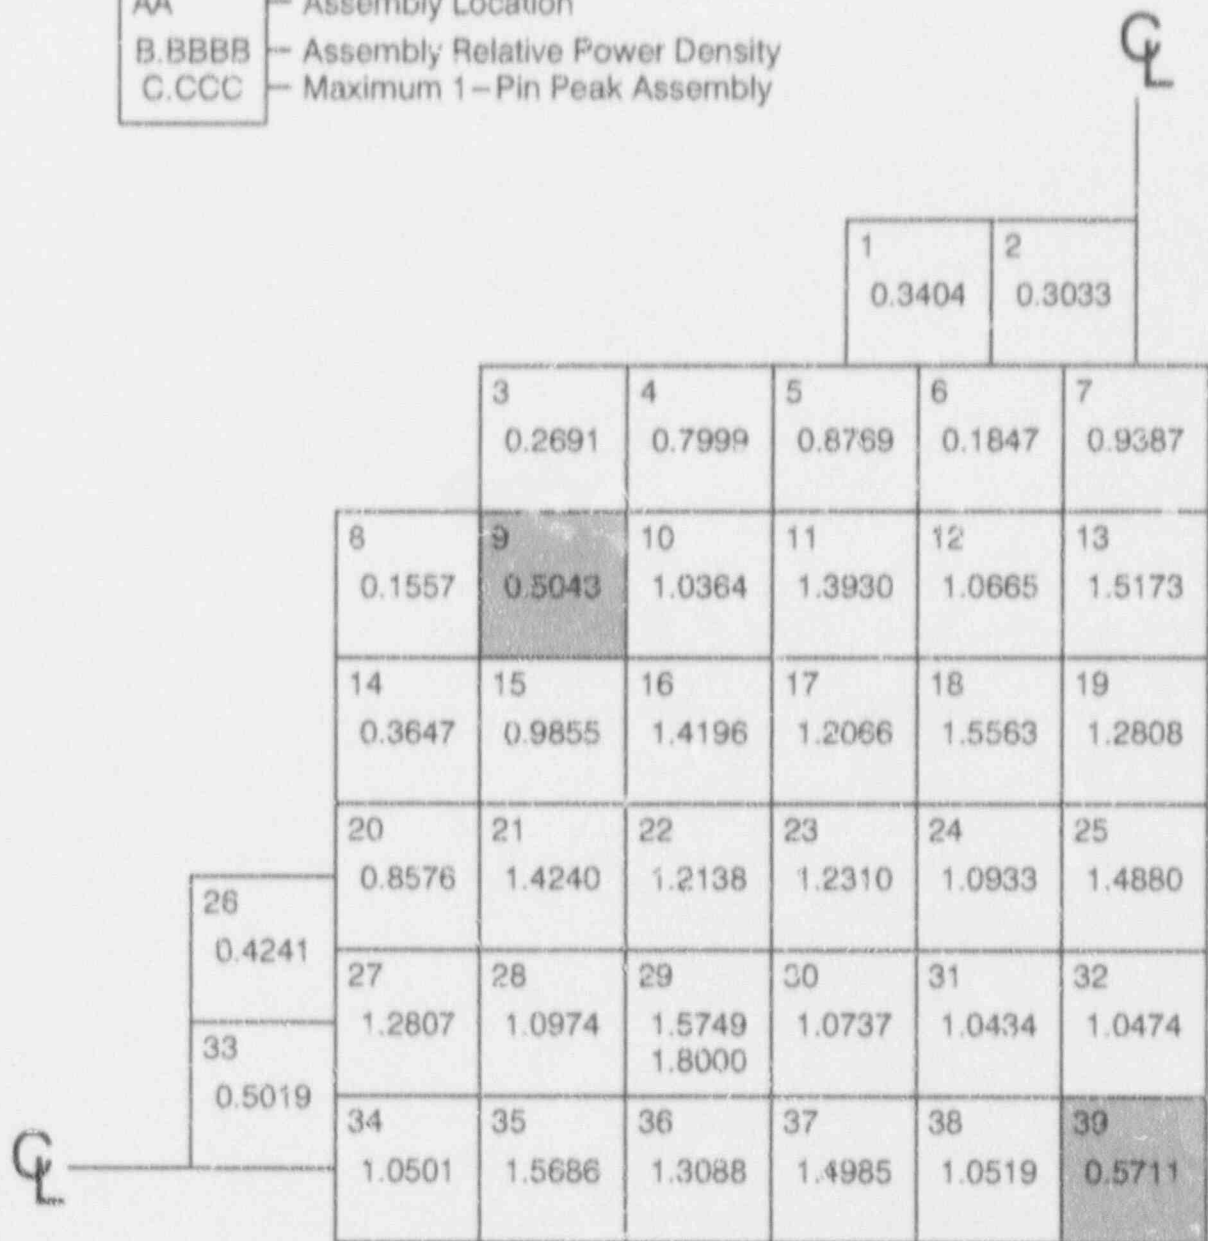 AA Assembly Location
B.BBBB Assembly Relative Power Density
C.CCC Maximum 1-Pin Peak Assembly
CL
1 2
0.3404 0.3033
3 4 5 6 7
0.2691 0.7999 0.8769 0.1847 0.9387
8 9 10 11 12 13
0.1557 0.5043 1.0364 1.3930 1.0665 1.5173
14 15 16 17 18 19
0.3647 0.9855 1.4196 1.2066 1.5563 1.2808
20 21 22 23 24 25
0.8576 1.4240 1.2138 1.2310 1.0933 1.4880
26
0.4241
27 28 29 30 31 32
1.2807 1.0974 1.5749 1.0737 1.0434 1.0474
1.8000
33
0.5019
34 35 36 37 38 39
CL 1.0501 1.5686 1.3088 1.4985 1.0519 0.5711